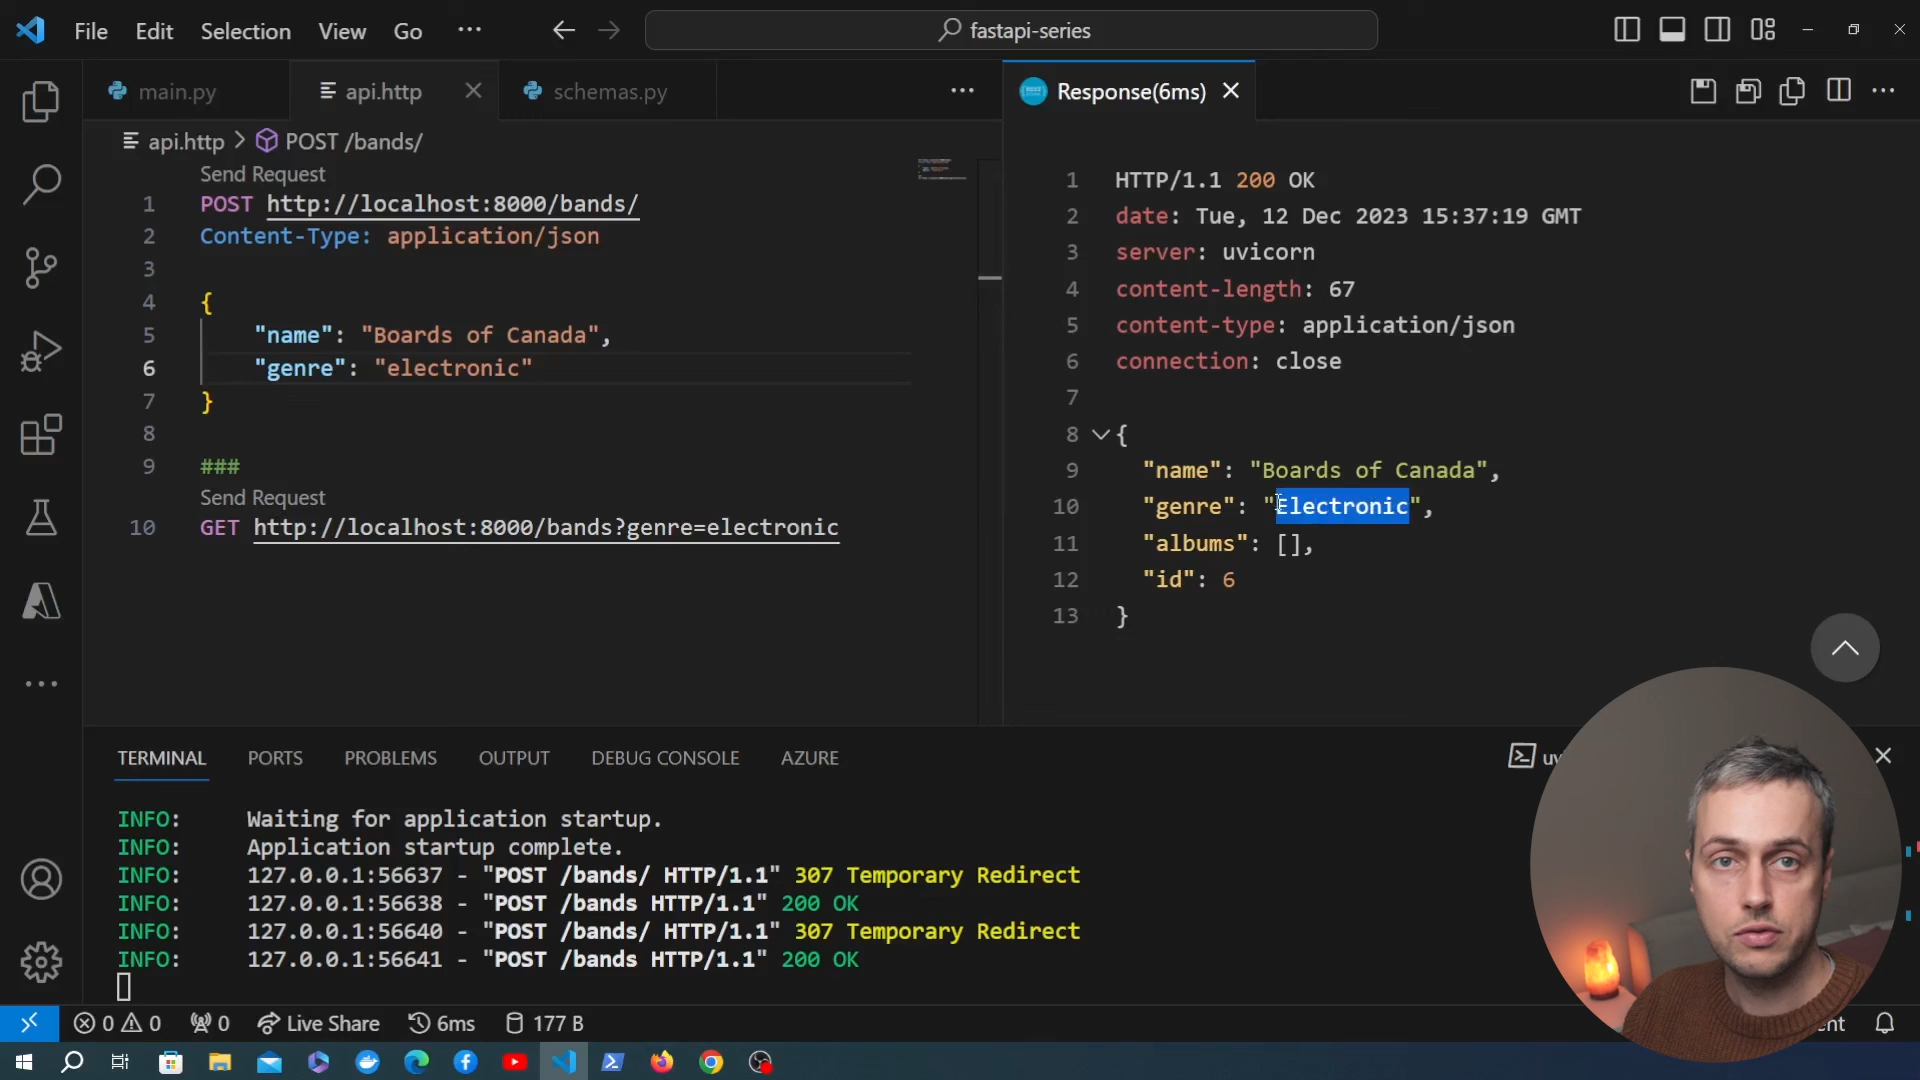 File Edit Selection View Go ··· fastapi-series
main.py api.http schemas.py ···
Response(6ms)
api.http > POST /bands/
Send Request
1 POST http://localhost:8000/bands/
2 Content-Type: application/json
3
4 {
5 "name": "Boards of Canada",
6 "genre": "electronic"
7 }
8
9 ###
Send Request
10 GET http://localhost:8000/bands?genre=electronic
1 HTTP/1.1 200 OK
2 date: Tue, 12 Dec 2023 15:37:19 GMT
3 server: uvicorn
4 content-length: 67
5 content-type: application/json
6 connection: close
7
8 {
9 "name": "Boards of Canada",
10 "genre": "Electronic",
11 "albums": [],
12 "id": 6
13 }
TERMINAL PORTS PROBLEMS OUTPUT DEBUG CONSOLE AZURE
INFO: Waiting for application startup.
INFO: Application startup complete.
INFO: 127.0.0.1:56637 - "POST /bands/ HTTP/1.1" 307 Temporary Redirect
INFO: 127.0.0.1:56638 - "POST /bands HTTP/1.1" 200 OK
INFO: 127.0.0.1:56640 - "POST /bands/ HTTP/1.1" 307 Temporary Redirect
INFO: 127.0.0.1:56641 - "POST /bands HTTP/1.1" 200 OK
0 0 0 Live Share 6ms 177 B